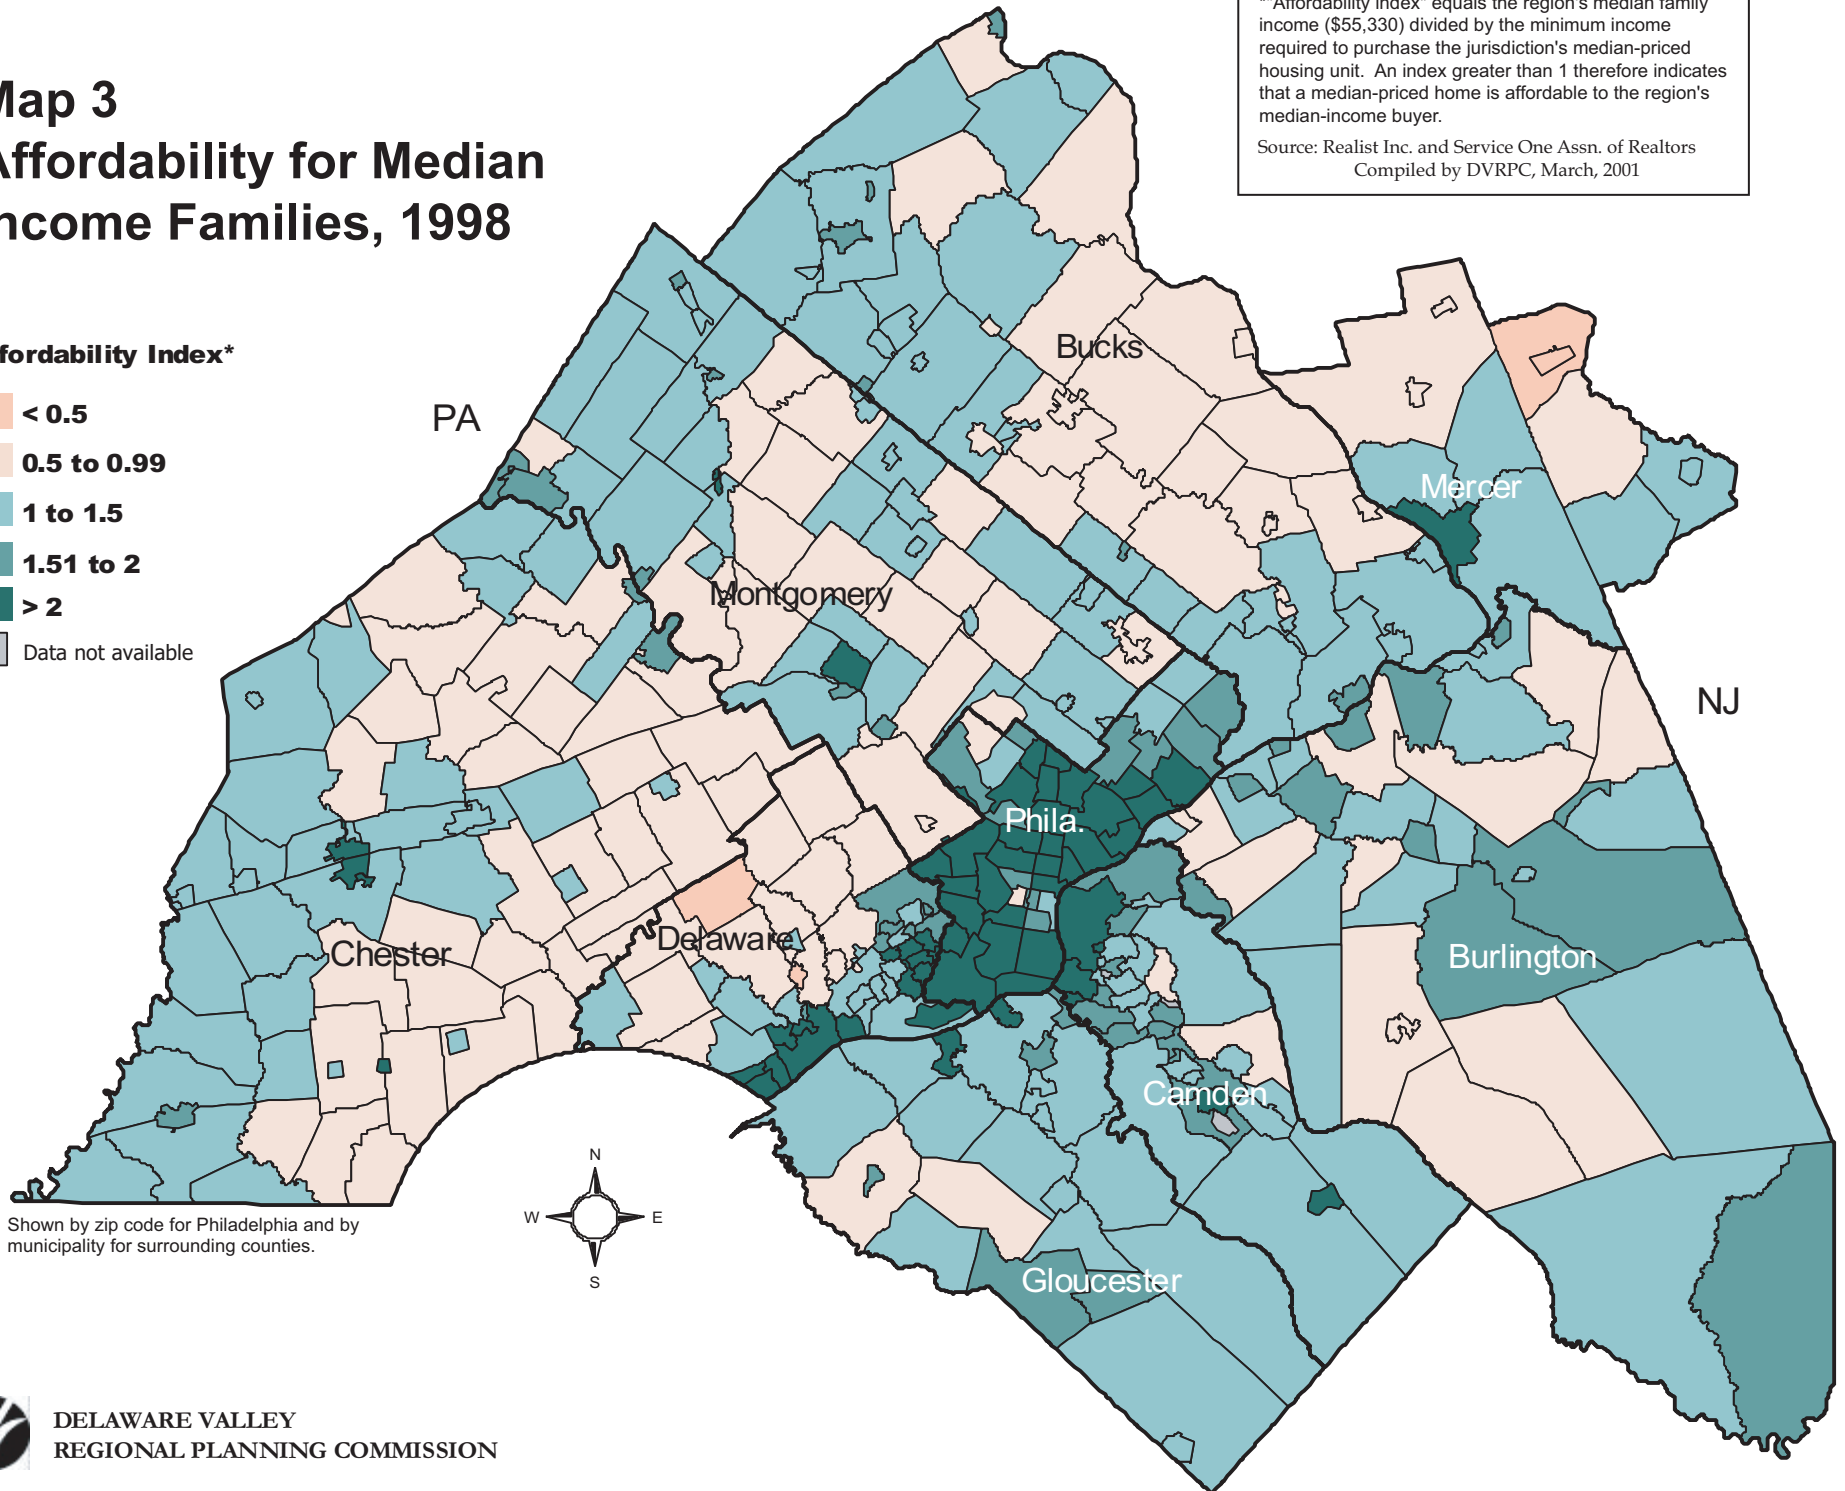 *"Affordability Index" equals the region's median family
income ($55,330) divided by the minimum income
required to purchase the jurisdiction's median-priced
housing unit. An index greater than 1 therefore indicates
that a median-priced home is affordable to the region's
median-income buyer.
Source: Realist Inc. and Service One Assn. of Realtors
Compiled by DVRPC, March, 2001
Map 3
Affordability for Median
Income Families, 1998
fordability Index*
< 0.5
0.5 to 0.99
1 to 1.5
1.51 to 2
> 2
Data not available
PA
Bucks
Mercer
Montgomery
NJ
Phila.
Chester
Delaware
Burlington
Camden
Gloucester
N
W E
S
Shown by zip code for Philadelphia and by
municipality for surrounding counties.
DELAWARE VALLEY
REGIONAL PLANNING COMMISSION